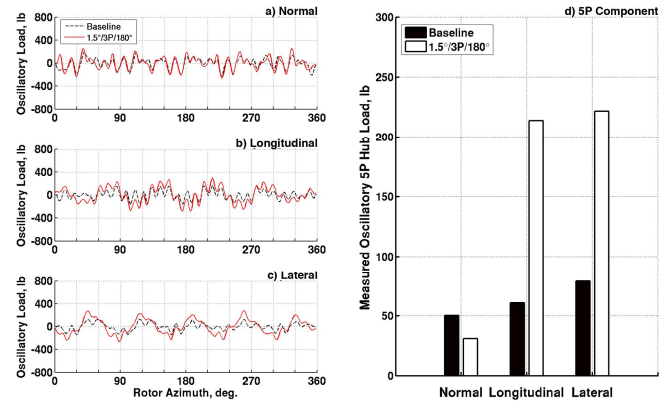 a) Normal
Oscillatory Load, lb
800
400
0
-400
-800
Baseline
1.5°/3P/180°
0 90 180 270 360
b) Longitudinal
Oscillatory Load, lb
800
400
0
-400
-800
0 90 180 270 360
c) Lateral
Oscillatory Load, lb
800
400
0
-400
-800
0 90 180 270 360
Rotor Azimuth, deg.
d) 5P Component
Measured Oscillatory 5P Hub Load, lb
300
250
200
150
100
50
0
Baseline
1.5°/3P/180°
Normal Longitudinal Lateral